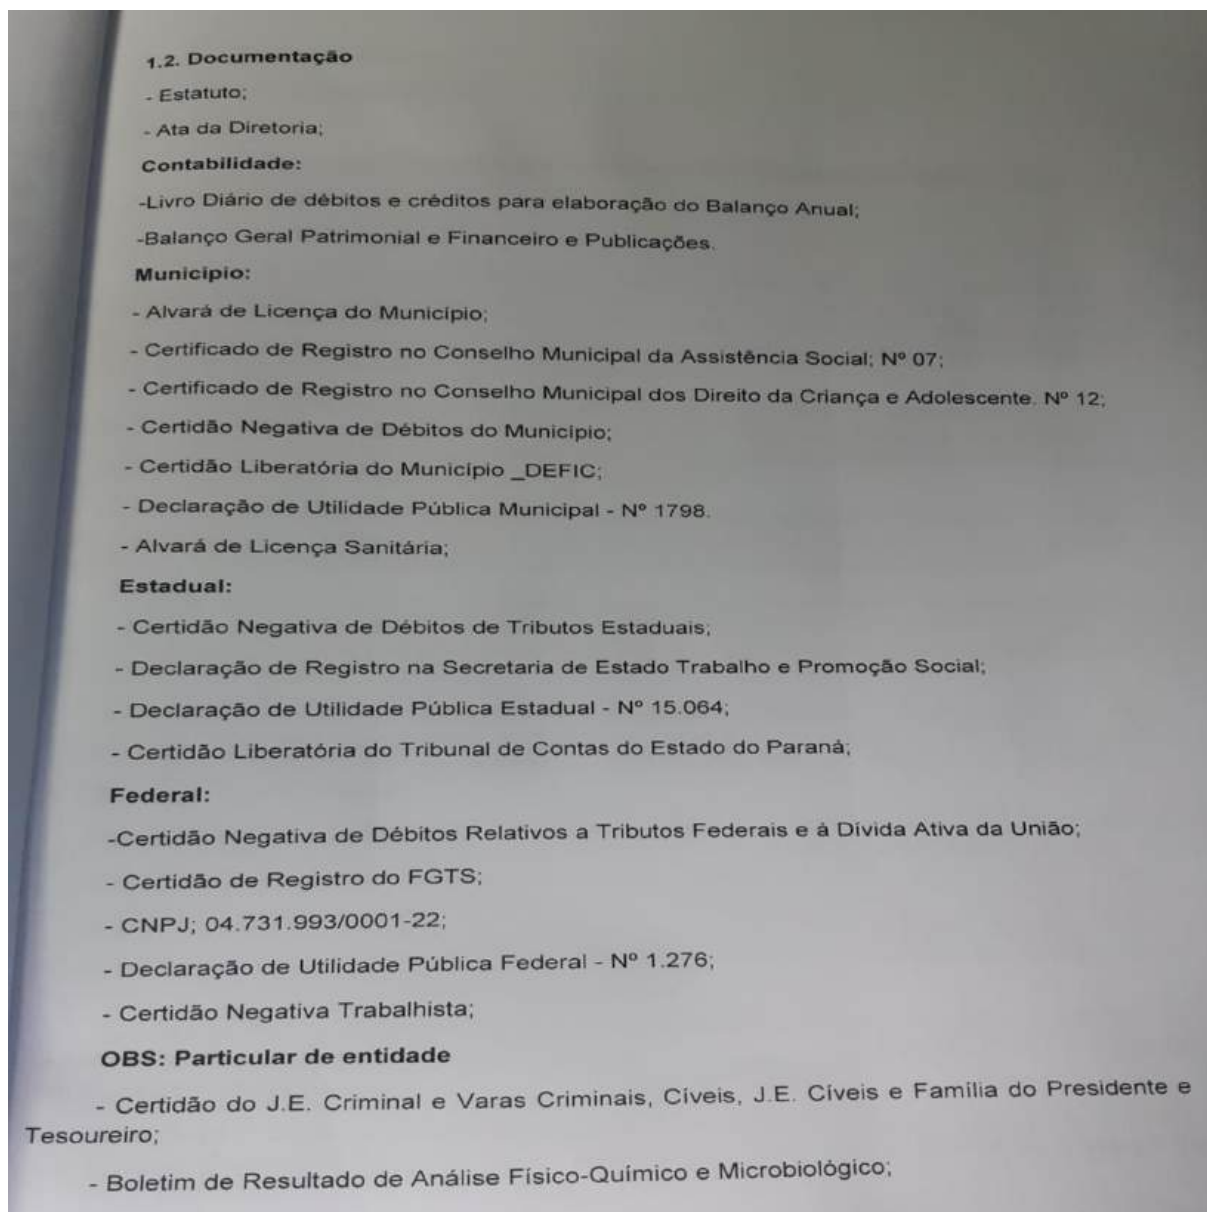 1.2. Documentação
- Estatuto;
- Ata da Diretoria;
Contabilidade:
-Livro Diário de débitos e créditos para elaboração do Balanço Anual;
-Balanço Geral Patrimonial e Financeiro e Publicações.
Município:
- Alvará de Licença do Município;
- Certificado de Registro no Conselho Municipal da Assistência Social; Nº 07;
- Certificado de Registro no Conselho Municipal dos Direito da Criança e Adolescente. Nº 12;
- Certidão Negativa de Débitos do Município;
- Certidão Liberatória do Município _DEFIC;
- Declaração de Utilidade Pública Municipal - Nº 1798.
- Alvará de Licença Sanitária;
Estadual:
- Certidão Negativa de Débitos de Tributos Estaduais;
- Declaração de Registro na Secretaria de Estado Trabalho e Promoção Social;
- Declaração de Utilidade Pública Estadual - Nº 15.064;
- Certidão Liberatória do Tribunal de Contas do Estado do Paraná;
Federal:
-Certidão Negativa de Débitos Relativos a Tributos Federais e à Dívida Ativa da União;
- Certidão de Registro do FGTS;
- CNPJ; 04.731.993/0001-22;
- Declaração de Utilidade Pública Federal - Nº 1.276;
- Certidão Negativa Trabalhista;
OBS: Particular de entidade
- Certidão do J.E. Criminal e Varas Criminais, Cíveis, J.E. Cíveis e Família do Presidente e
Tesoureiro;
- Boletim de Resultado de Análise Físico-Químico e Microbiológico;